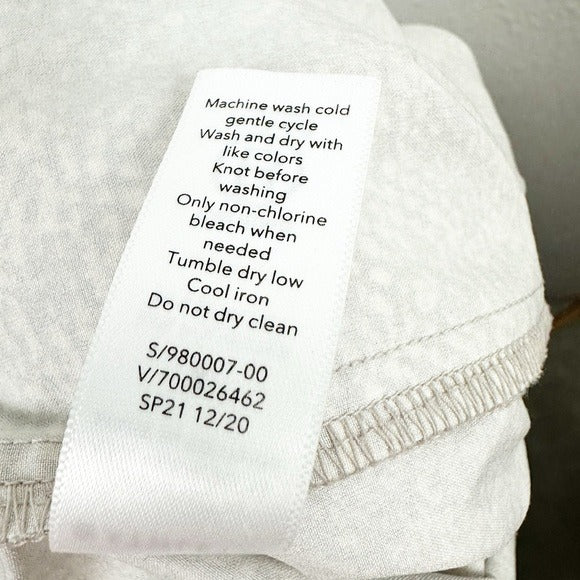 Machine wash cold
gentle cycle
Wash and dry with
like colors
Knot before
washing
Only non-chlorine
bleach when
needed
Tumble dry low
Cool iron
Do not dry clean
S/980007-00
V/700026462
SP21 12/20